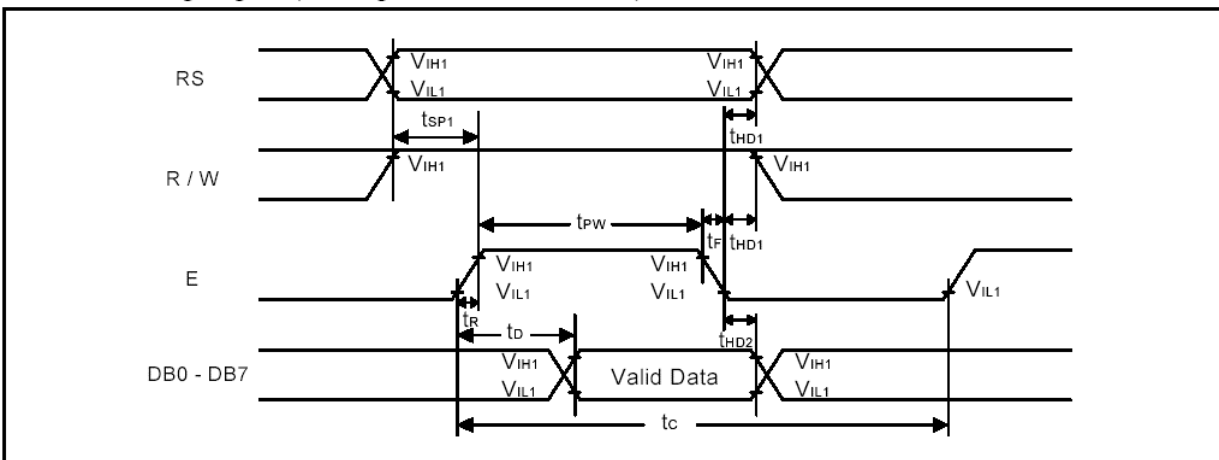 RS
VIH1
VIH1
VIL1
VIL1
tSP1
tHD1
R / W
VIH1
VIH1
tPW
tF
tHD1
E
VIH1
VIH1
VIL1
VIL1
VIL1
tR
tD
tHD2
DB0 - DB7
VIH1
Valid Data
VIH1
VIL1
VIL1
tC